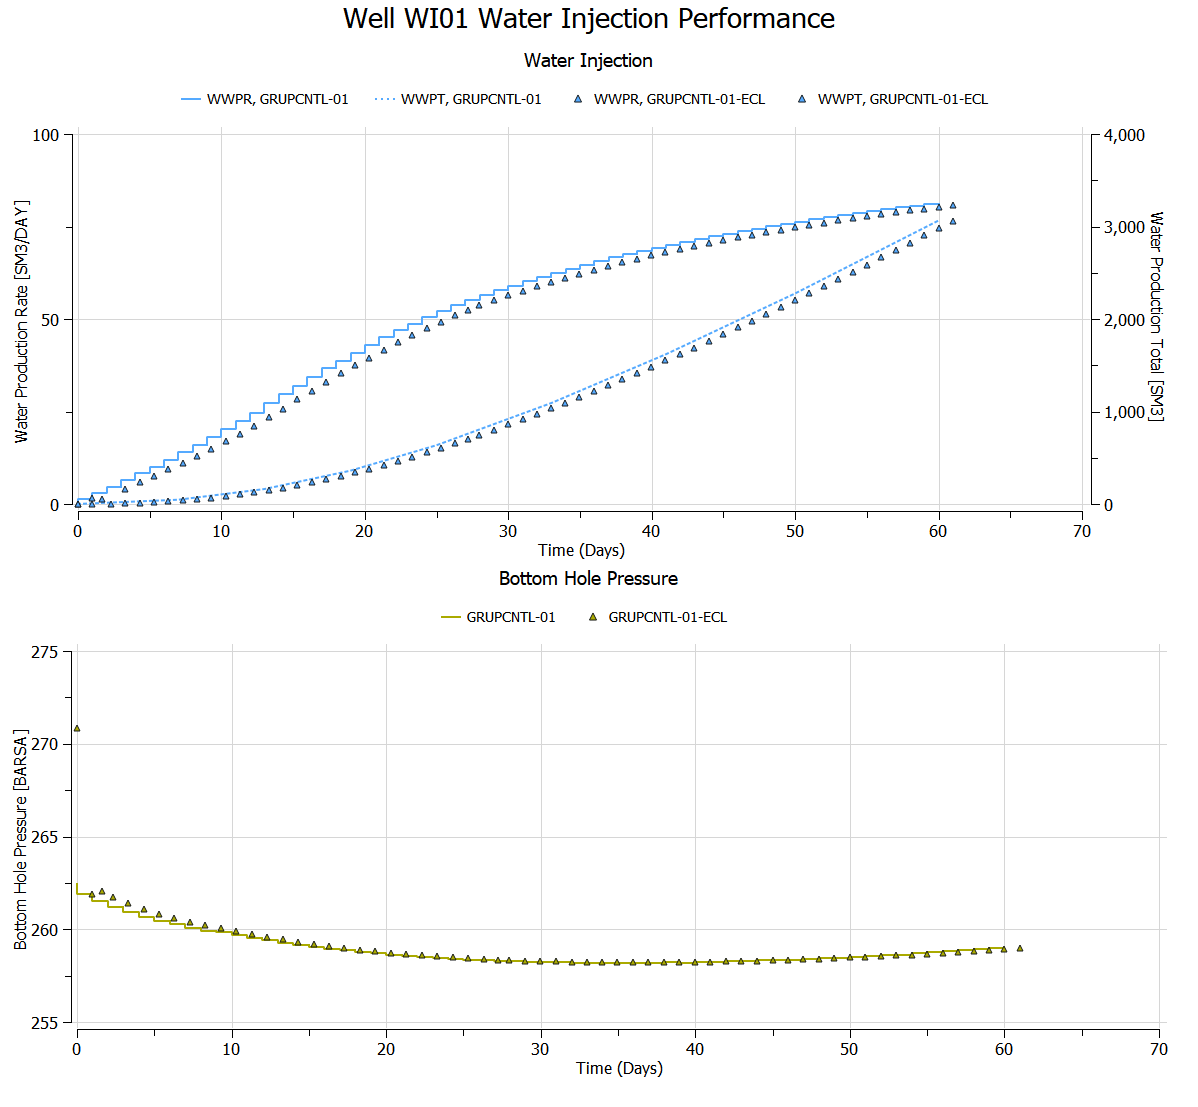 Well WI01 Water Injection Performance
Water Injection
WWPR, GRUPCNTL-01 WWPT, GRUPCNTL-01 WWPR, GRUPCNTL-01-ECL WWPT, GRUPCNTL-01-ECL
Water Production Rate [SM3/DAY]
100
50
0
4,000
3,000
2,000
1,000
0
Water Production Total [SM3]
0 10 20 30 40 50 60 70
Time (Days)
Bottom Hole Pressure
GRUPCNTL-01 GRUPCNTL-01-ECL
Bottom Hole Pressure [BARSA]
275
270
265
260
255
0 10 20 30 40 50 60 70
Time (Days)